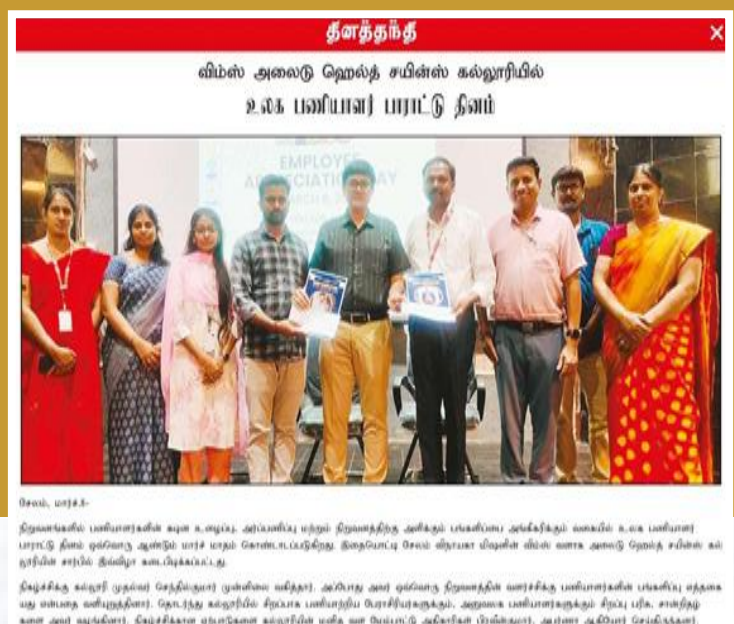 தினத்தந்தி
விம்ஸ் அலைடு ஹெல்த் சயின்ஸ் கல்லூரியில்
உலக பணியாளர் பாராட்டு தினம்
EMPLOYEE
APPRECIATION DAY
சேலம், மார்ச்.8-
நிறுவனங்களில் பணியாளர்களின் கடின உழைப்பு, அர்ப்பணிப்பு மற்றும் நிறுவனத்திற்கு அளிக்கும் பங்களிப்பை அங்கீகரிக்கும் வகையில் உலக பணியாளர்
பாராட்டு தினம் ஒவ்வொரு ஆண்டும் மார்ச் மாதம் கொண்டாடப்படுகிறது. இதையொட்டி சேலம் விநாயகா மிஷனின் விம்ஸ் வளாக அலைடு ஹெல்த் சயின்ஸ் கல்
லூரியின் சார்பில் இவ்விழா கடைபிடிக்கப்பட்டது.
நிகழ்ச்சிக்கு கல்லூரி முதல்வர் செந்தில்குமார் முன்னிலை வகித்தார். அப்போது அவர் ஒவ்வொரு நிறுவனத்தின் வளர்ச்சிக்கு பணியாளர்களின் பங்களிப்பு எத்தகை
யது என்பதை வலியுறுத்தினார். தொடர்ந்து கல்லூரியில் சிறப்பாக பணியாற்றிய பேராசிரியர்களுக்கும், அலுவலக பணியாளர்களுக்கும் சிறப்பு பரிசு, சான்றிதழ்
களை அவர் வழங்கினார். நிகழ்ச்சிக்கான ஏற்பாடுகளை கல்லூரியின் மனித வள மேம்பாட்டு அதிகாரிகள் பிரவின்குமார், அபர்ணா ஆகியோர் செய்திருந்தனர்.